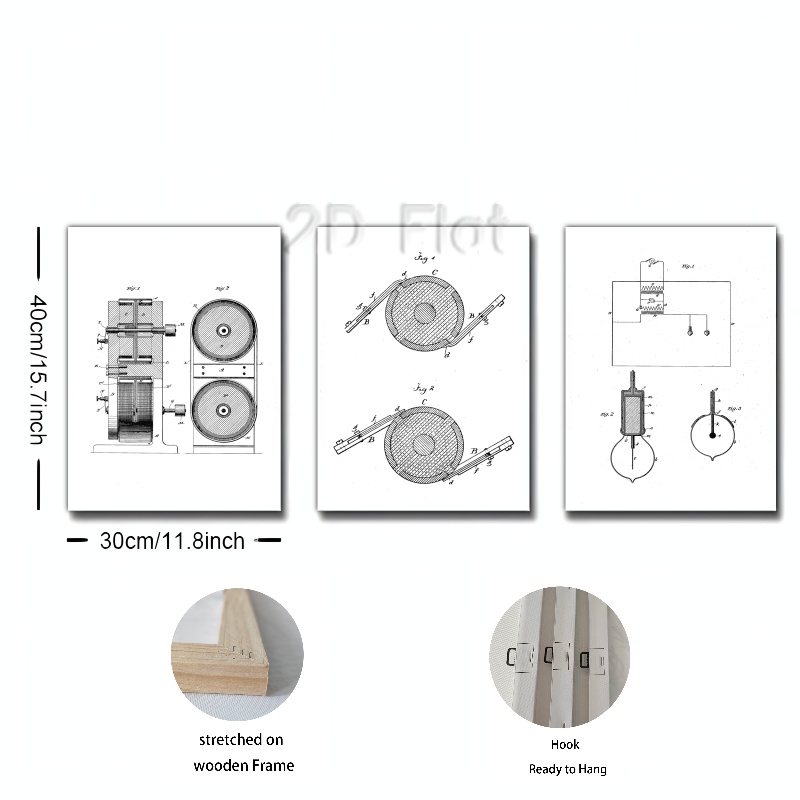 2D Flat
40cm/15.7inch
Fig.1
Fig.2
Fig 1
d
C
f
B
f
d
Fig 2
C
d
f
B
B
f
d
Fig.1
Fig.2
Fig.3
30cm/11.8inch
stretched on
wooden Frame
Hook
Ready to Hang